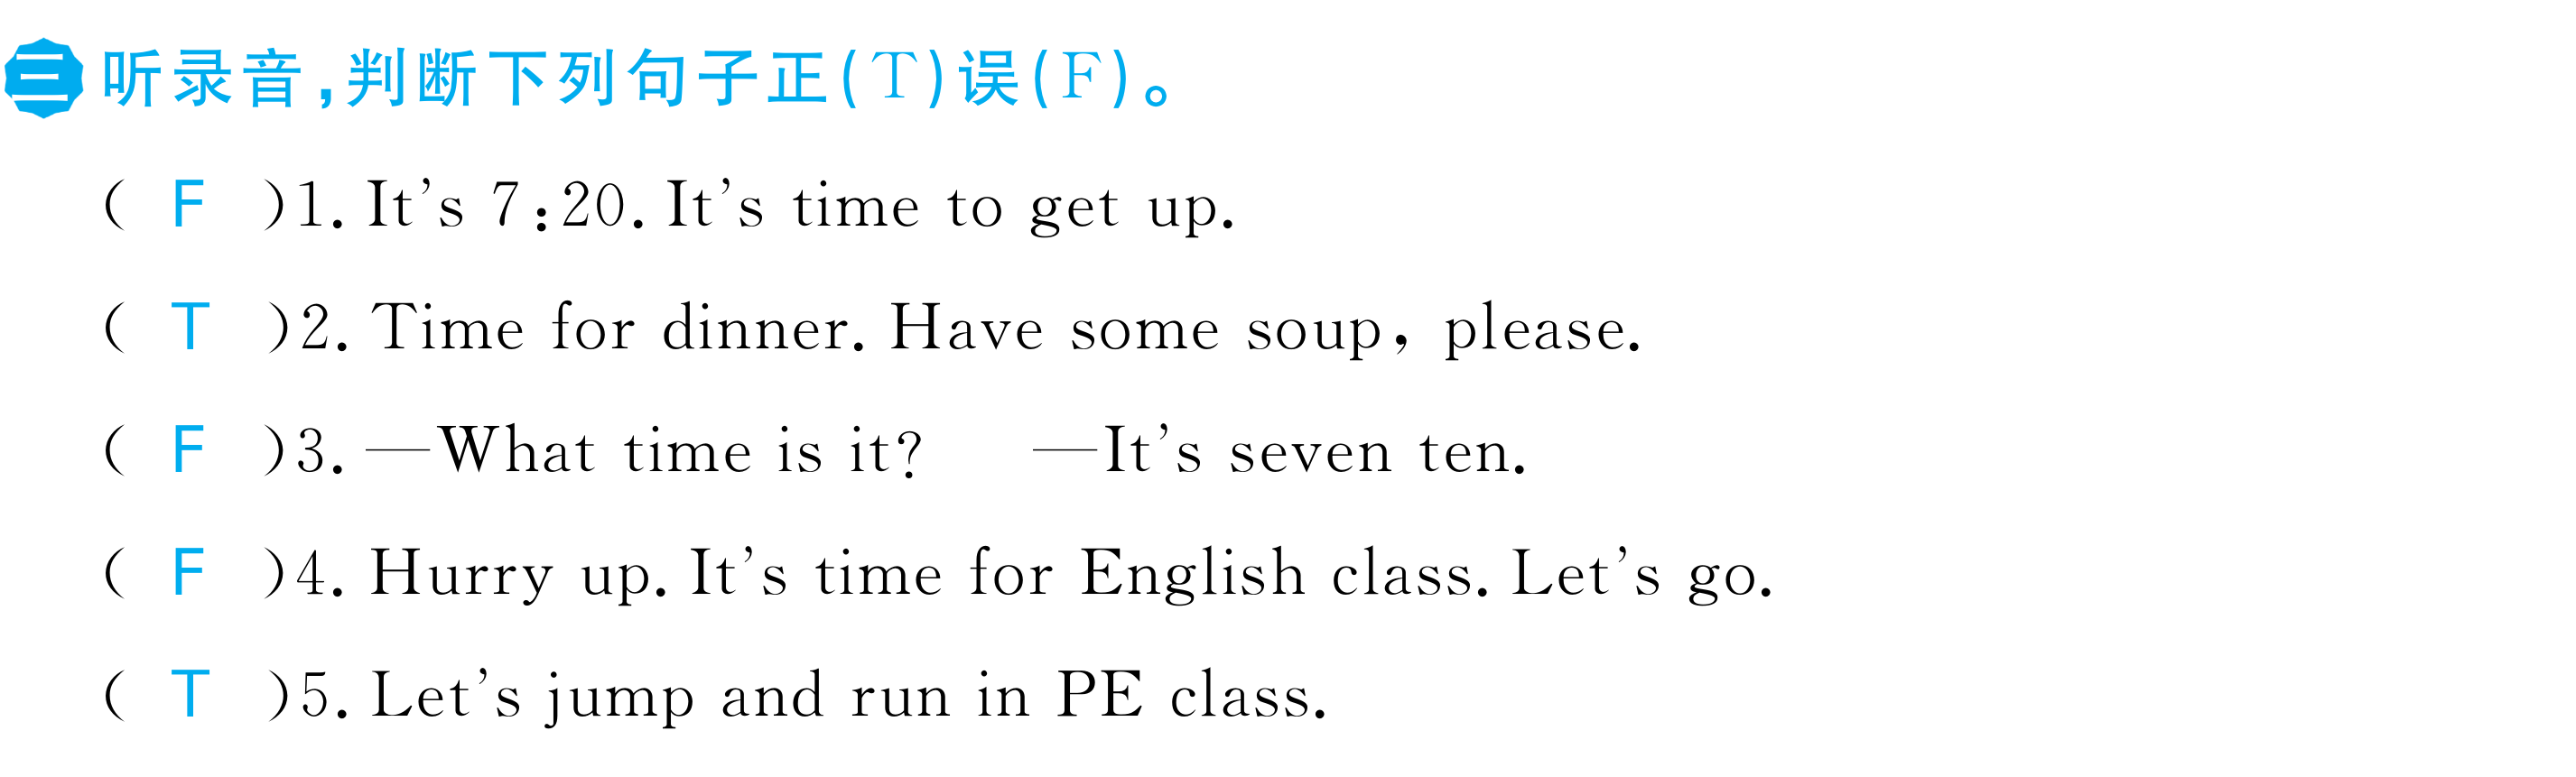 三 听录音,判断下列句子正(T)误(F)。
( F )1. It's 7:20. It's time to get up.
( T )2. Time for dinner. Have some soup, please.
( F )3. —What time is it? —It's seven ten.
( F )4. Hurry up. It's time for English class. Let's go.
( T )5. Let's jump and run in PE class.